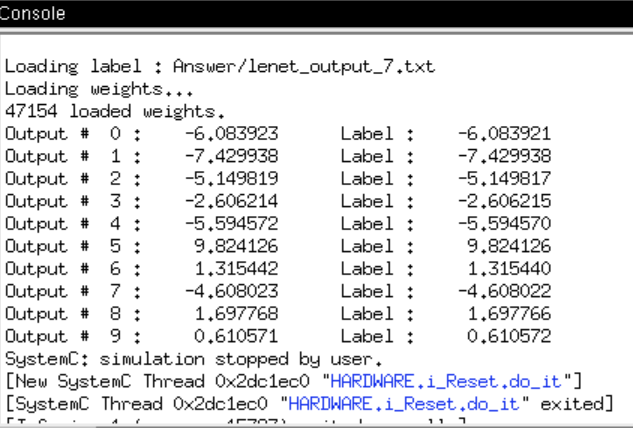 Console
Loading label : Answer/lenet_output_7.txt
Loading weights...
47154 loaded weights.
Output # 0 : -6.083923 Label : -6.083921
Output # 1 : -7.429938 Label : -7.429938
Output # 2 : -5.149819 Label : -5.149817
Output # 3 : -2.606214 Label : -2.606215
Output # 4 : -5.594572 Label : -5.594570
Output # 5 : 9.824126 Label : 9.824126
Output # 6 : 1.315442 Label : 1.315440
Output # 7 : -4.608023 Label : -4.608022
Output # 8 : 1.697768 Label : 1.697766
Output # 9 : 0.610571 Label : 0.610572
SystemC: simulation stopped by user.
[New SystemC Thread 0x2dc1ec0 "HARDWARE.i_Reset.do_it"]
[SystemC Thread 0x2dc1ec0 "HARDWARE.i_Reset.do_it" exited]